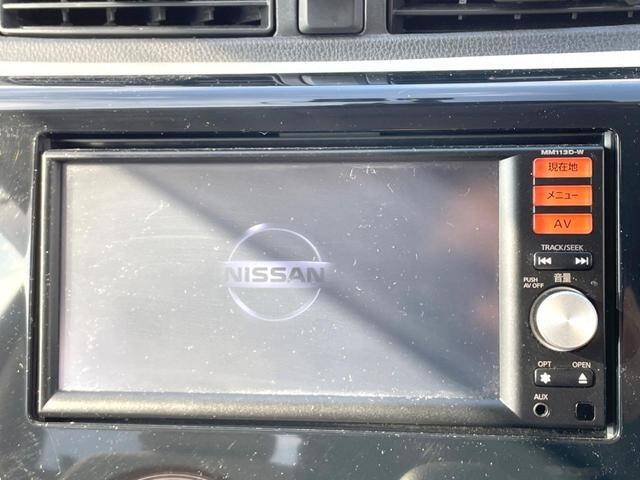 MM113D-W
現在地
メニュー
AV
TRACK/SEEK
音量
PUSH
AV OFF
NISSAN
OPT
OPEN
AUX